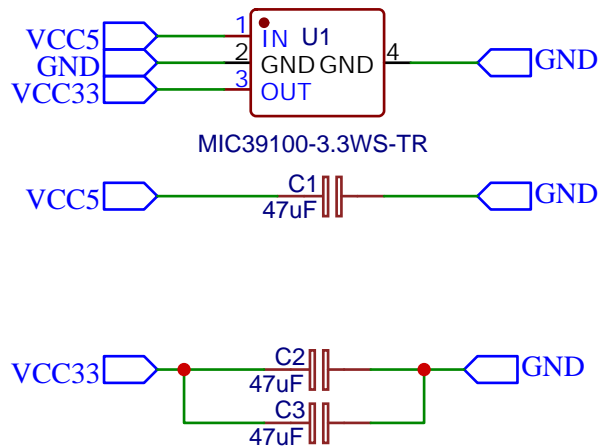 VCC5 1 IN U1
GND 2 GND GND 4 GND
VCC33 3 OUT
MIC39100-3.3WS-TR
VCC5 C1 GND
47uF
VCC33 C2 GND
47uF
C3
47uF